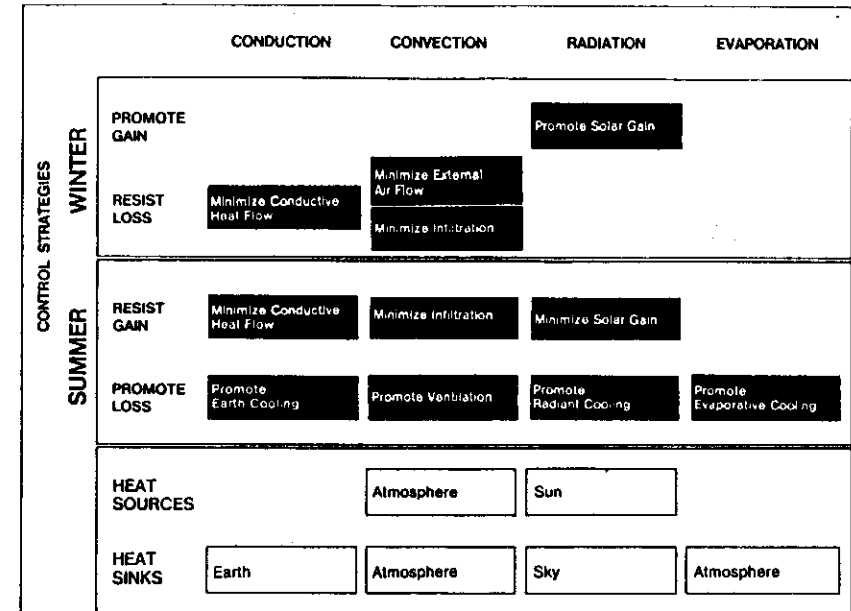 CONDUCTION CONVECTION RADIATION EVAPORATION
CONTROL STRATEGIES
WINTER
PROMOTE
GAIN
Promote Solar Gain
RESIST
LOSS
Minimize Conductive
Heat Flow
Minimize External
Air Flow
Minimize Infiltration
SUMMER
RESIST
GAIN
Minimize Conductive
Heat Flow
Minimize Infiltration
Minimize Solar Gain
PROMOTE
LOSS
Promote
Earth Cooling
Promote Ventilation
Promote
Radiant Cooling
Promote
Evaporative Cooling
HEAT
SOURCES
Atmosphere
Sun
HEAT
SINKS
Earth
Atmosphere
Sky
Atmosphere